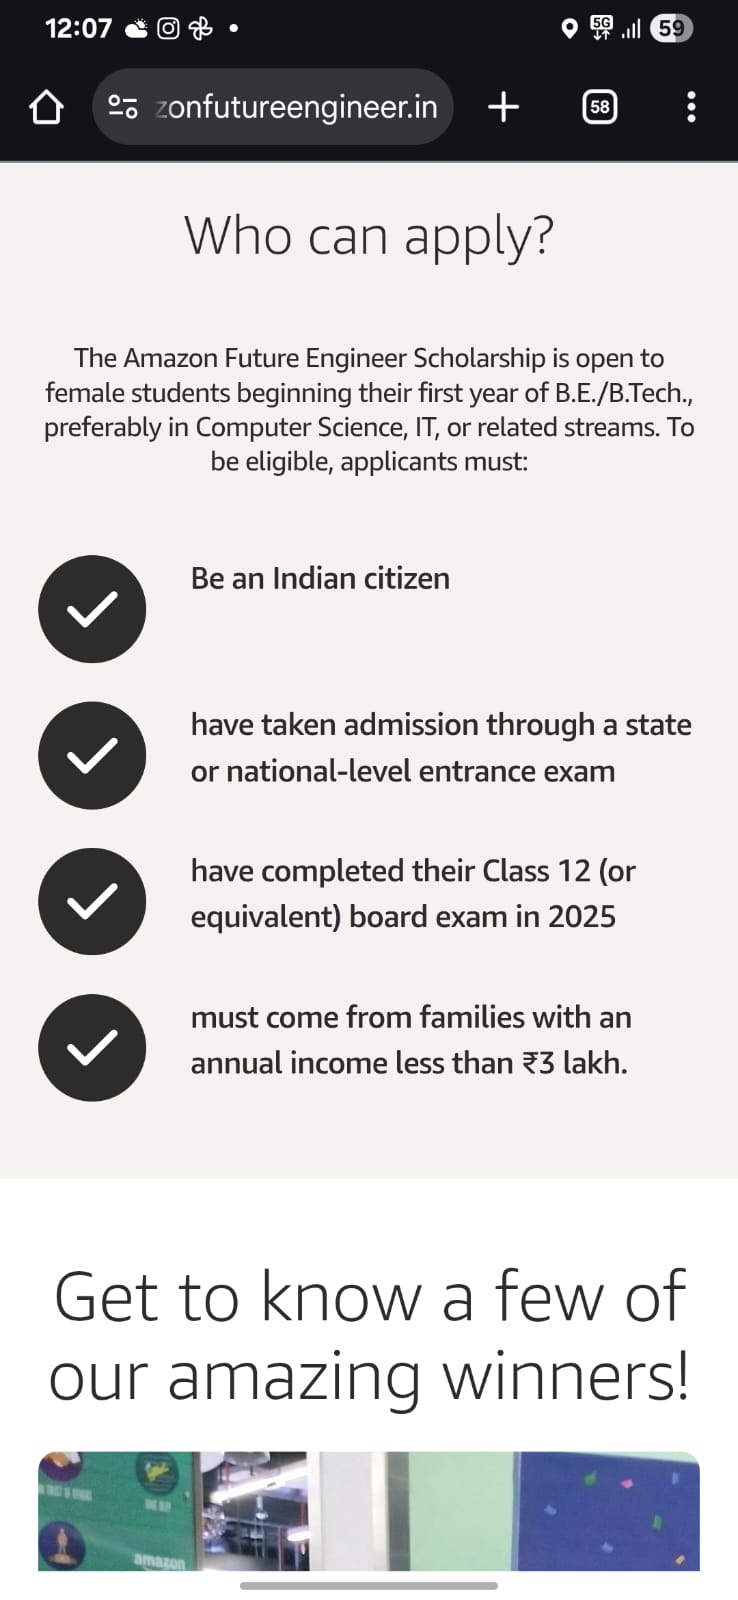 12:07
5G
59
zonfutureengineer.in
58
Who can apply?
The Amazon Future Engineer Scholarship is open to
female students beginning their first year of B.E./B.Tech.,
preferably in Computer Science, IT, or related streams. To
be eligible, applicants must:
Be an Indian citizen
have taken admission through a state
or national-level entrance exam
have completed their Class 12 (or
equivalent) board exam in 2025
must come from families with an
annual income less than ₹3 lakh.
Get to know a few of
our amazing winners!
amazon